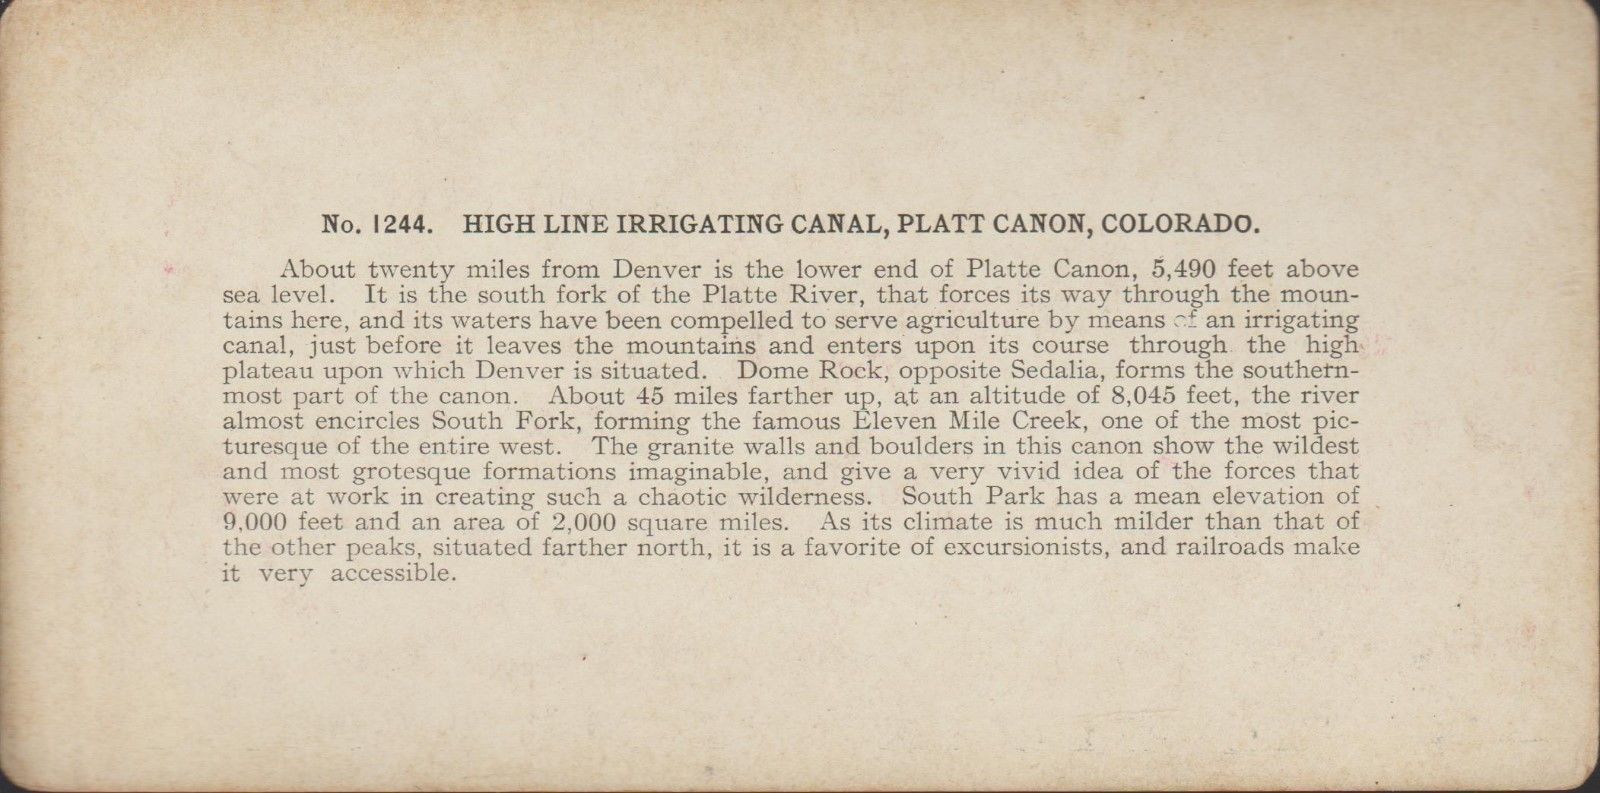 No. 1244. HIGH LINE IRRIGATING CANAL, PLATT CANON, COLORADO.
About twenty miles from Denver is the lower end of Platte Canon, 5,490 feet above
sea level. It is the south fork of the Platte River, that forces its way through the moun-
tains here, and its waters have been compelled to serve agriculture by means of an irrigating
canal, just before it leaves the mountains and enters upon its course through the high
plateau upon which Denver is situated. Dome Rock, opposite Sedalia, forms the southern-
most part of the canon. About 45 miles farther up, at an altitude of 8,045 feet, the river
almost encircles South Fork, forming the famous Eleven Mile Creek, one of the most pic-
turesque of the entire west. The granite walls and boulders in this canon show the wildest
and most grotesque formations imaginable, and give a very vivid idea of the forces that
were at work in creating such a chaotic wilderness. South Park has a mean elevation of
9,000 feet and an area of 2,000 square miles. As its climate is much milder than that of
the other peaks, situated farther north, it is a favorite of excursionists, and railroads make
it very accessible.